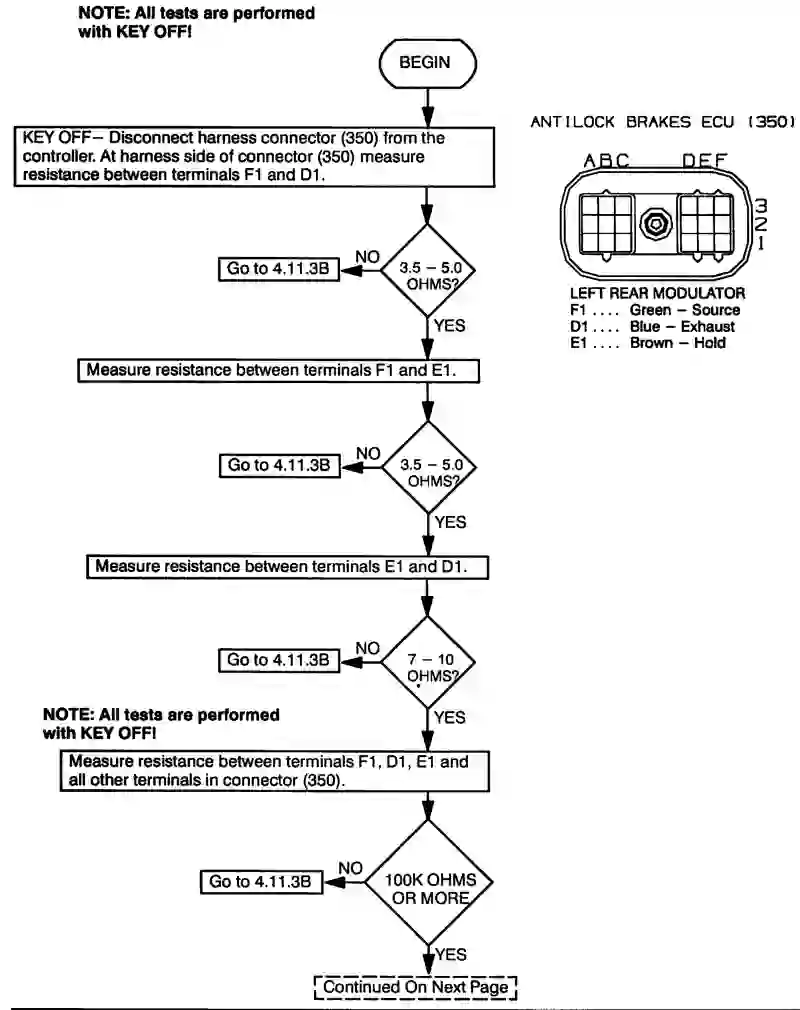 NOTE: All tests are performed
with KEY OFF!
BEGIN
KEY OFF— Disconnect harness connector (350) from the
controller. At harness side of connector (350) measure
resistance between terminals F1 and D1.
ANTILOCK BRAKES ECU (350)
ABC DEF
3
2
1
LEFT REAR MODULATOR
F1 .... Green – Source
D1 .... Blue – Exhaust
E1 .... Brown – Hold
3.5 – 5.0
OHMS?
NO
Go to 4.11.3B
YES
Measure resistance between terminals F1 and E1.
3.5 – 5.0
OHMS?
NO
Go to 4.11.3B
YES
Measure resistance between terminals E1 and D1.
7 – 10
OHMS?
NO
Go to 4.11.3B
YES
NOTE: All tests are performed
with KEY OFF!
Measure resistance between terminals F1, D1, E1 and
all other terminals in connector (350).
100K OHMS
OR MORE
NO
Go to 4.11.3B
YES
Continued On Next Page